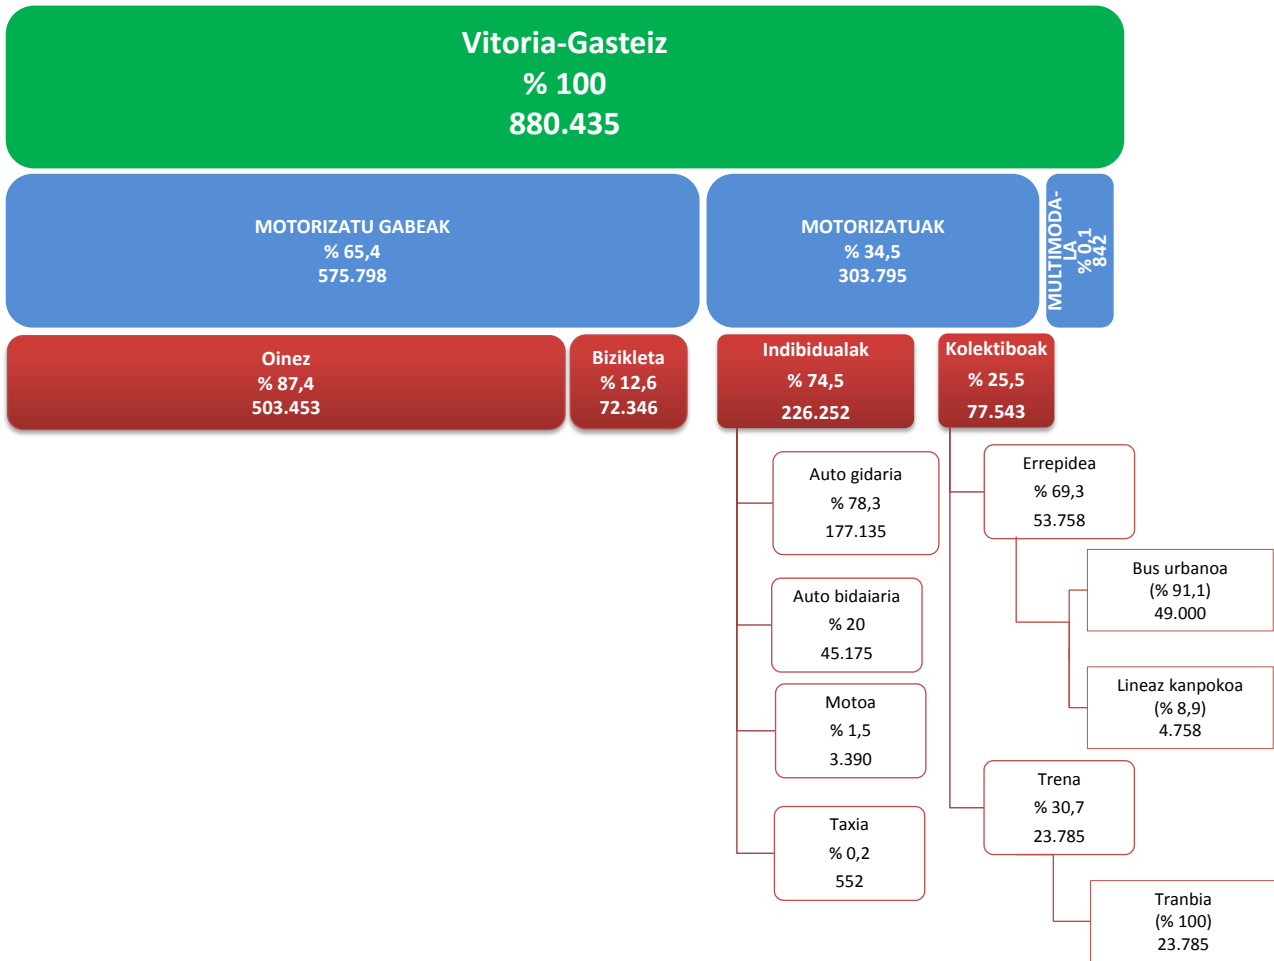 Vitoria-Gasteiz
% 100
880.435
MOTORIZATU GABEAK
% 65,4
575.798
MOTORIZATUAK
% 34,5
303.795
MULTIMODA-
LA
% 0,1
842
Oinez
% 87,4
503.453
Bizikleta
% 12,6
72.346
Indibidualak
% 74,5
226.252
Kolektiboak
% 25,5
77.543
Auto gidaria
% 78,3
177.135
Auto bidaiaria
% 20
45.175
Motoa
% 1,5
3.390
Taxia
% 0,2
552
Errepidea
% 69,3
53.758
Bus urbanoa
(% 91,1)
49.000
Lineaz kanpokoa
(% 8,9)
4.758
Trena
% 30,7
23.785
Tranbia
(% 100)
23.785